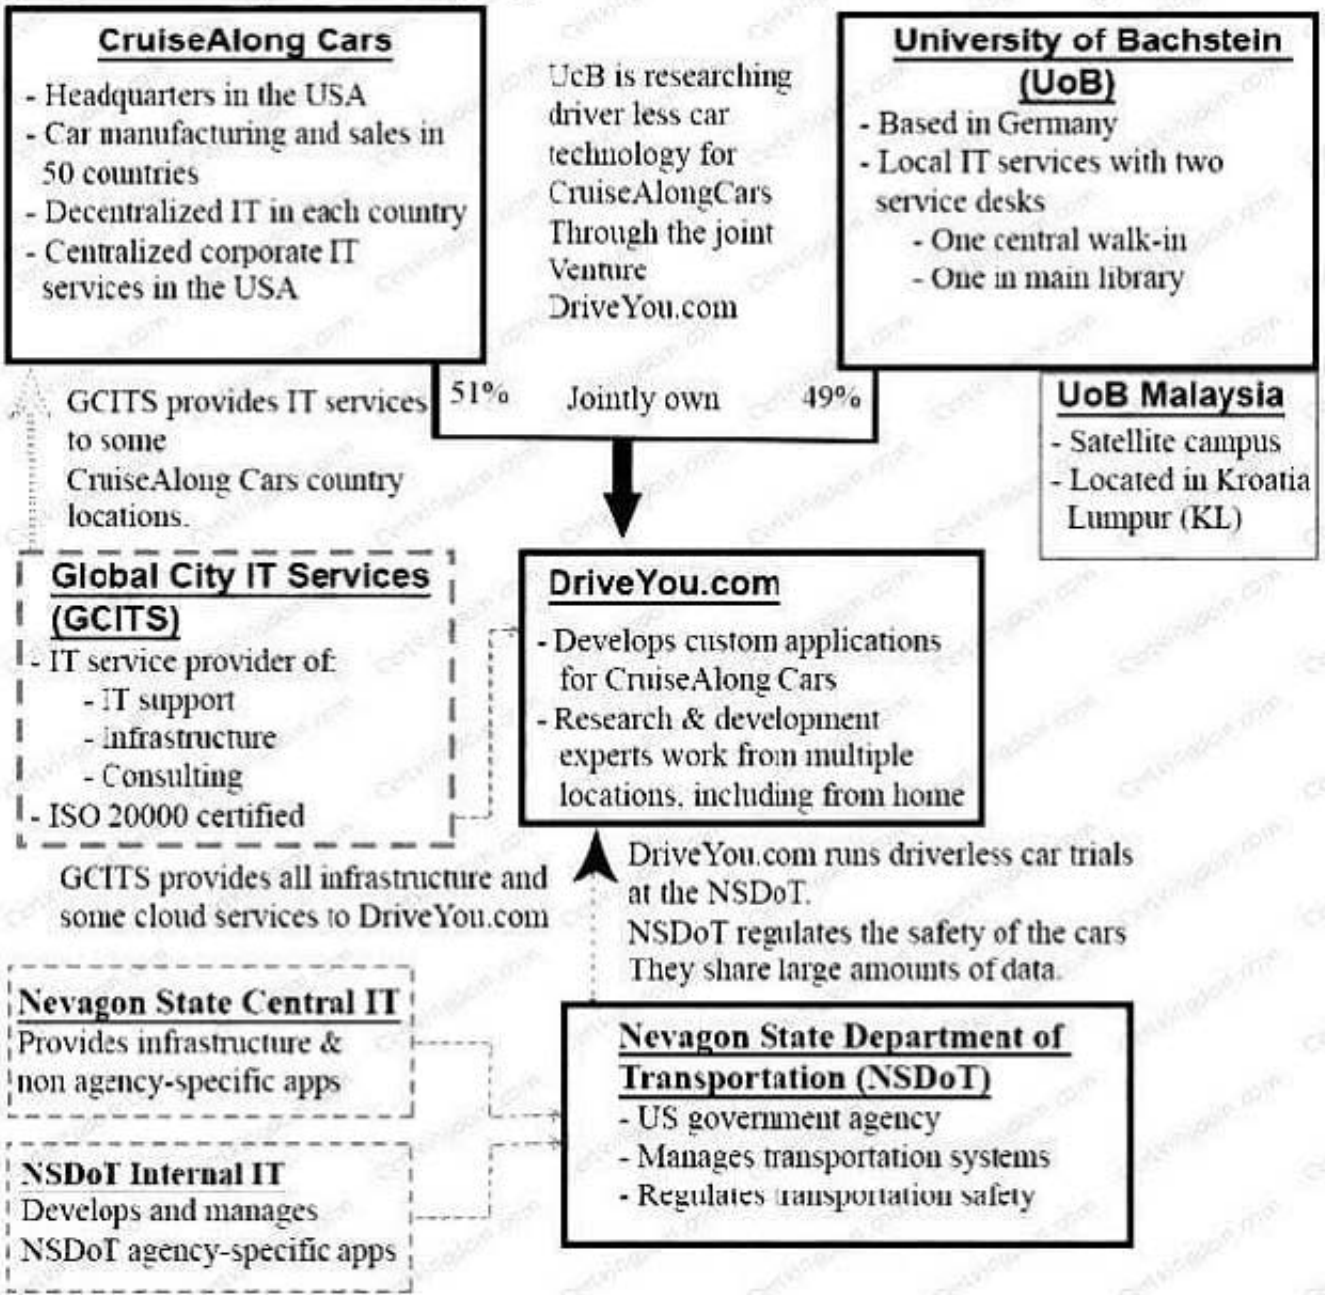 CruiseAlong Cars
- Headquarters in the USA
- Car manufacturing and sales in
50 countries
- Decentralized IT in each country
- Centralized corporate IT
services in the USA
UcB is researching
driver less car
technology for
CruiseAlongCars
Through the joint
Venture
DriveYou.com
University of Bachstein
(UoB)
- Based in Germany
- Local IT services with two
service desks
- One central walk-in
- One in main library
51% Jointly own 49%
UoB Malaysia
- Satellite campus
- Located in Kroatia
Lumpur (KL)
GCITS provides IT services
to some
CruiseAlong Cars country
locations.
Global City IT Services
(GCITS)
- IT service provider of:
- IT support
- Infrastructure
- Consulting
- ISO 20000 certified
DriveYou.com
- Develops custom applications
for CruiseAlong Cars
- Research & development
experts work from multiple
locations, including from home
GCITS provides all infrastructure and
some cloud services to DriveYou.com
DriveYou.com runs driverless car trials
at the NSDoT.
NSDoT regulates the safety of the cars
They share large amounts of data.
Nevagon State Central IT
Provides infrastructure &
non agency-specific apps
NSDoT Internal IT
Develops and manages
NSDoT agency-specific apps
Nevagon State Department of
Transportation (NSDoT)
- US government agency
- Manages transportation systems
- Regulates transportation safety